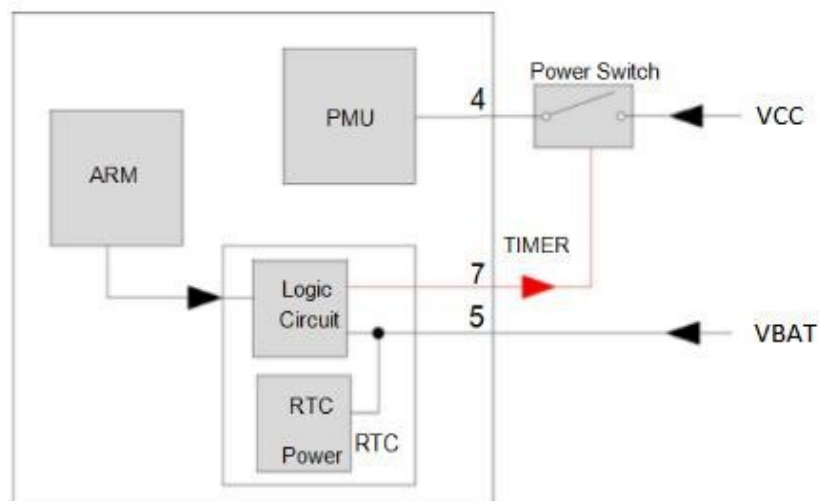 Power Switch
4
PMU
VCC
ARM
TIMER
7
Logic
Circuit
5
VBAT
RTC
Power
RTC